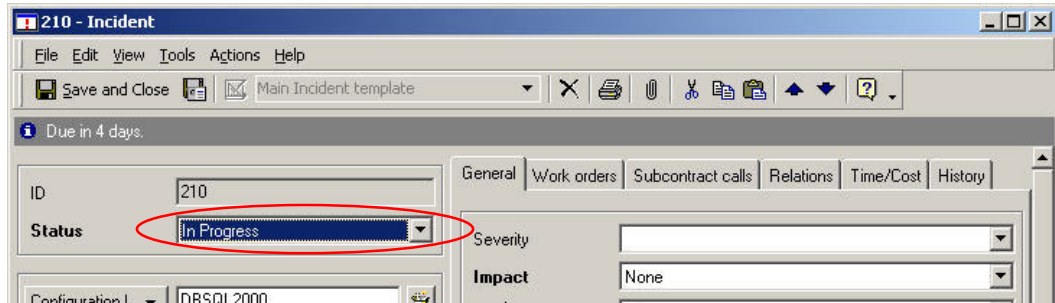 210 - Incident
File Edit View Tools Actions Help
Save and Close Main Incident template
Due in 4 days.
General Work orders Subcontract calls Relations Time/Cost History
ID 210
Status In Progress
Severity
Impact None
Configuration I DBSQL2000